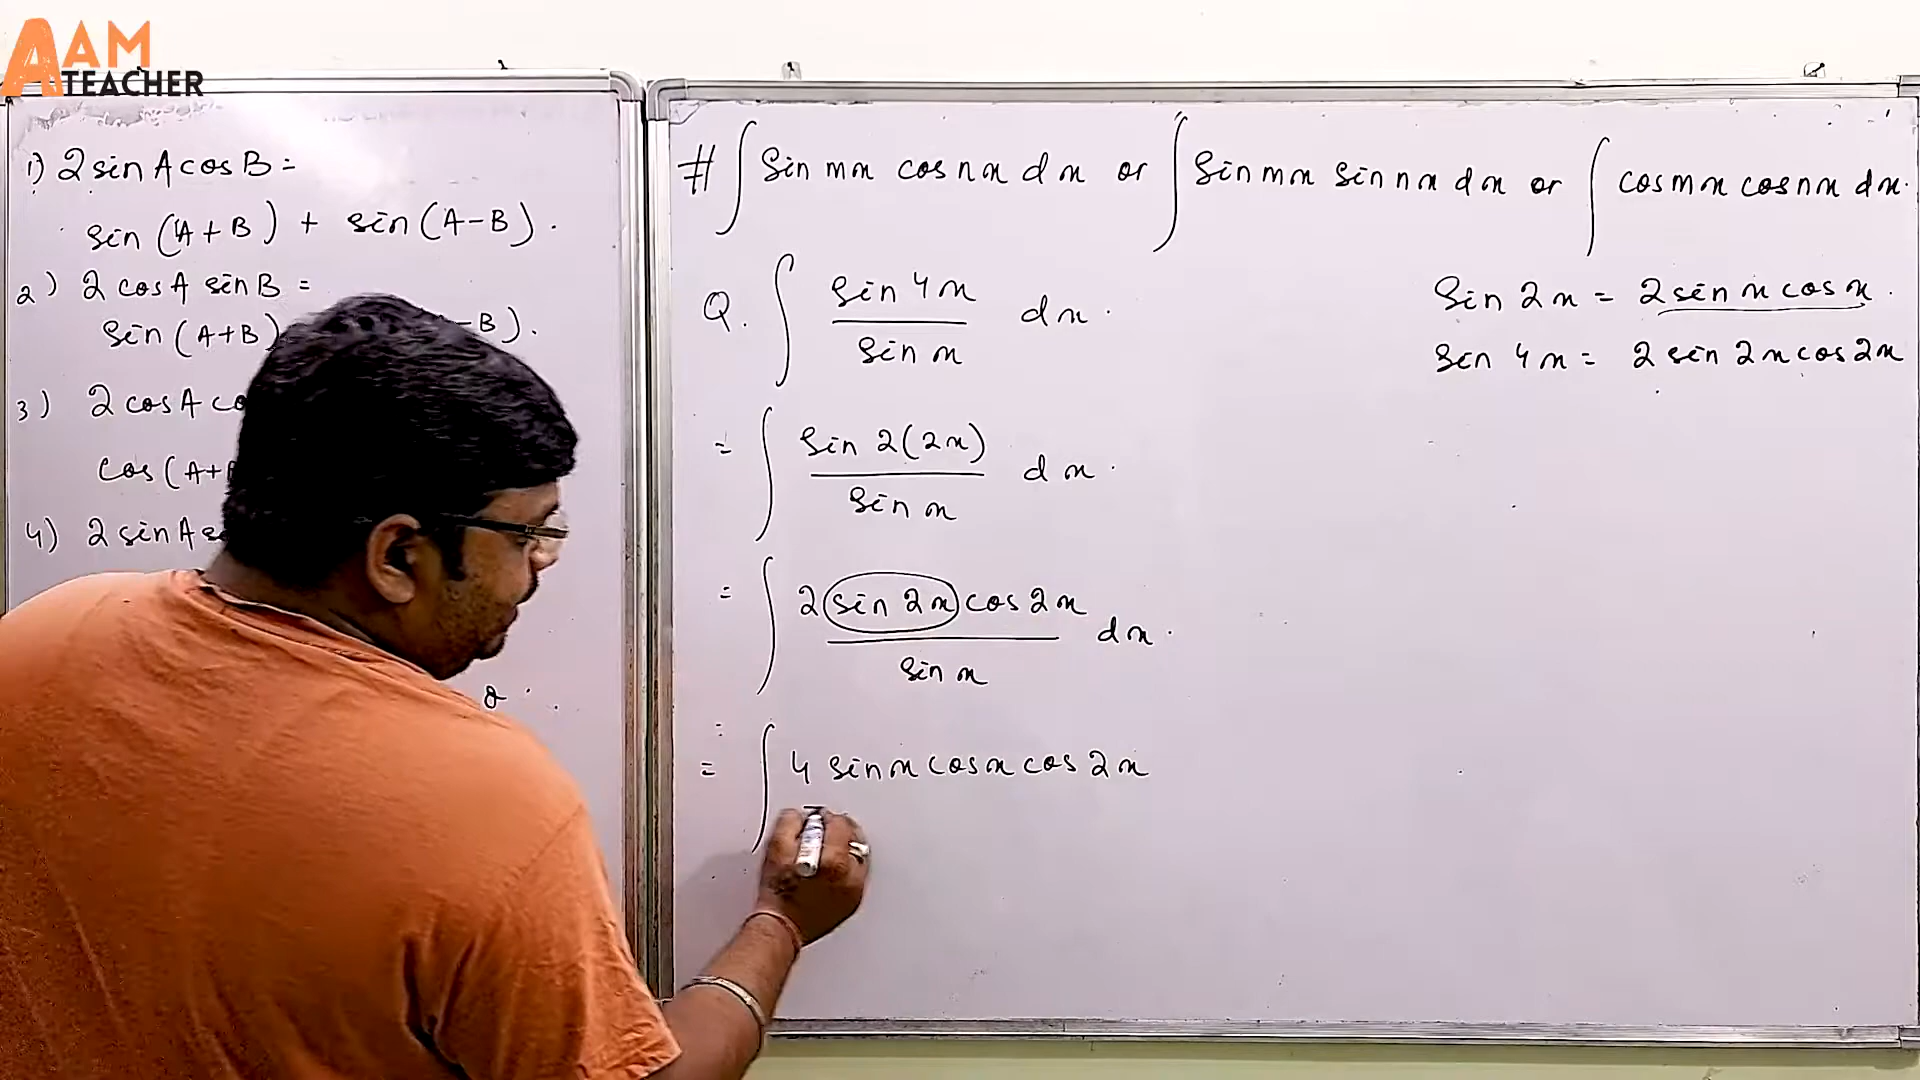 AAM
TEACHER
1) 2 sin A cos B =
sin (A+B) + sin (A-B).
2) 2 cos A sin B =
sin (A+B) -B).
3) 2 cos A
cos (A+
4) 2 sin A
# ∫ sin mx cos nx dx or ∫ sin mx sin nx dx or ∫ cos mx cos nx dx.
Q. ∫ sin 4x / sin x dx.
= ∫ sin 2(2x) / sin x dx.
= ∫ 2 sin 2x cos 2x / sin x dx.
= ∫ 4 sin x cos x cos 2x
sin 2x = 2 sin x cos x.
sin 4x = 2 sin 2x cos 2x